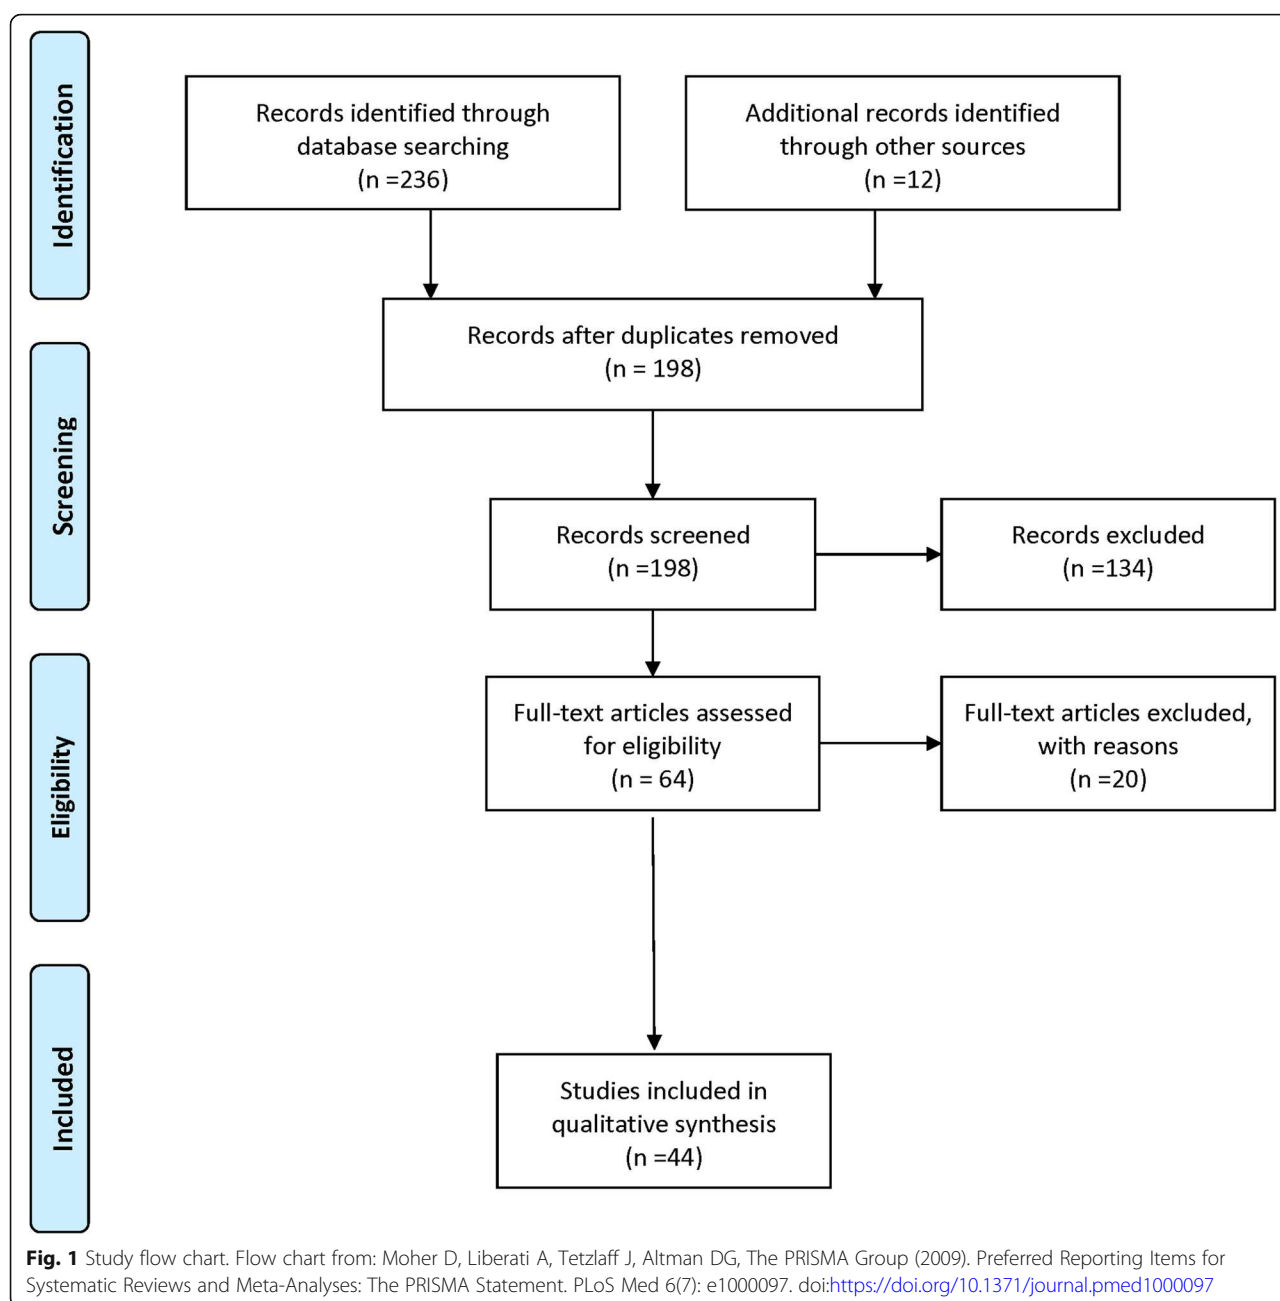 Identification
Records identified through
database searching
(n =236)
Additional records identified
through other sources
(n =12)
Records after duplicates removed
(n = 198)
Screening
Records screened
(n =198)
Records excluded
(n =134)
Eligibility
Full-text articles assessed
for eligibility
(n = 64)
Full-text articles excluded,
with reasons
(n =20)
Included
Studies included in
qualitative synthesis
(n =44)
Fig. 1 Study flow chart. Flow chart from: Moher D, Liberati A, Tetzlaff J, Altman DG, The PRISMA Group (2009). Preferred Reporting Items for
Systematic Reviews and Meta-Analyses: The PRISMA Statement. PLoS Med 6(7): e1000097. doi:https://doi.org/10.1371/journal.pmed1000097